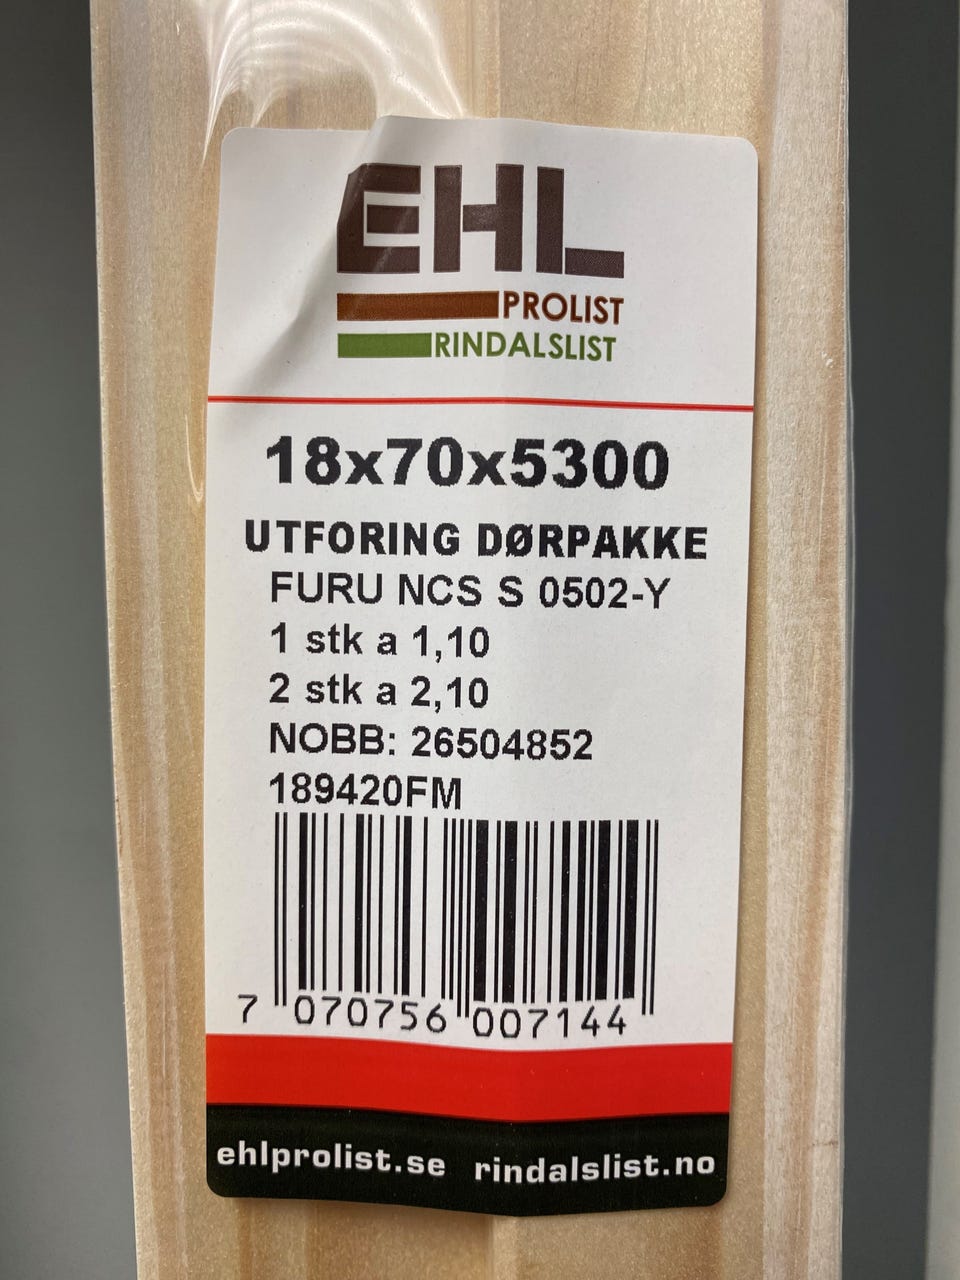 EHL
PROLIST
RINDALSLIST
18x70x5300
UTFORING DØRPAKKE
FURU NCS S 0502-Y
1 stk a 1,10
2 stk a 2,10
NOBB: 26504852
189420FM
7 070756 007144
ehlprolist.se rindalslist.no